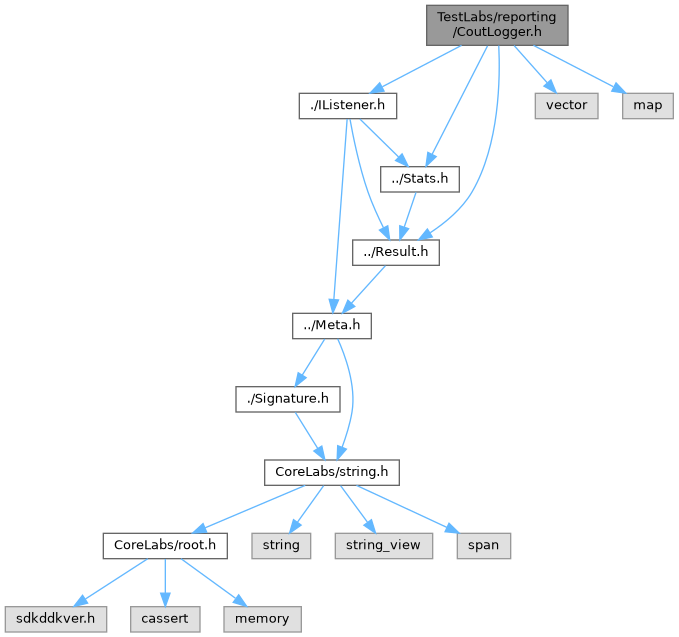 TestLabs/reporting
/CoutLogger.h
./IListener.h
vector
map
../Stats.h
../Result.h
../Meta.h
./Signature.h
CoreLabs/string.h
CoreLabs/root.h
string
string_view
span
sdkddkver.h
cassert
memory